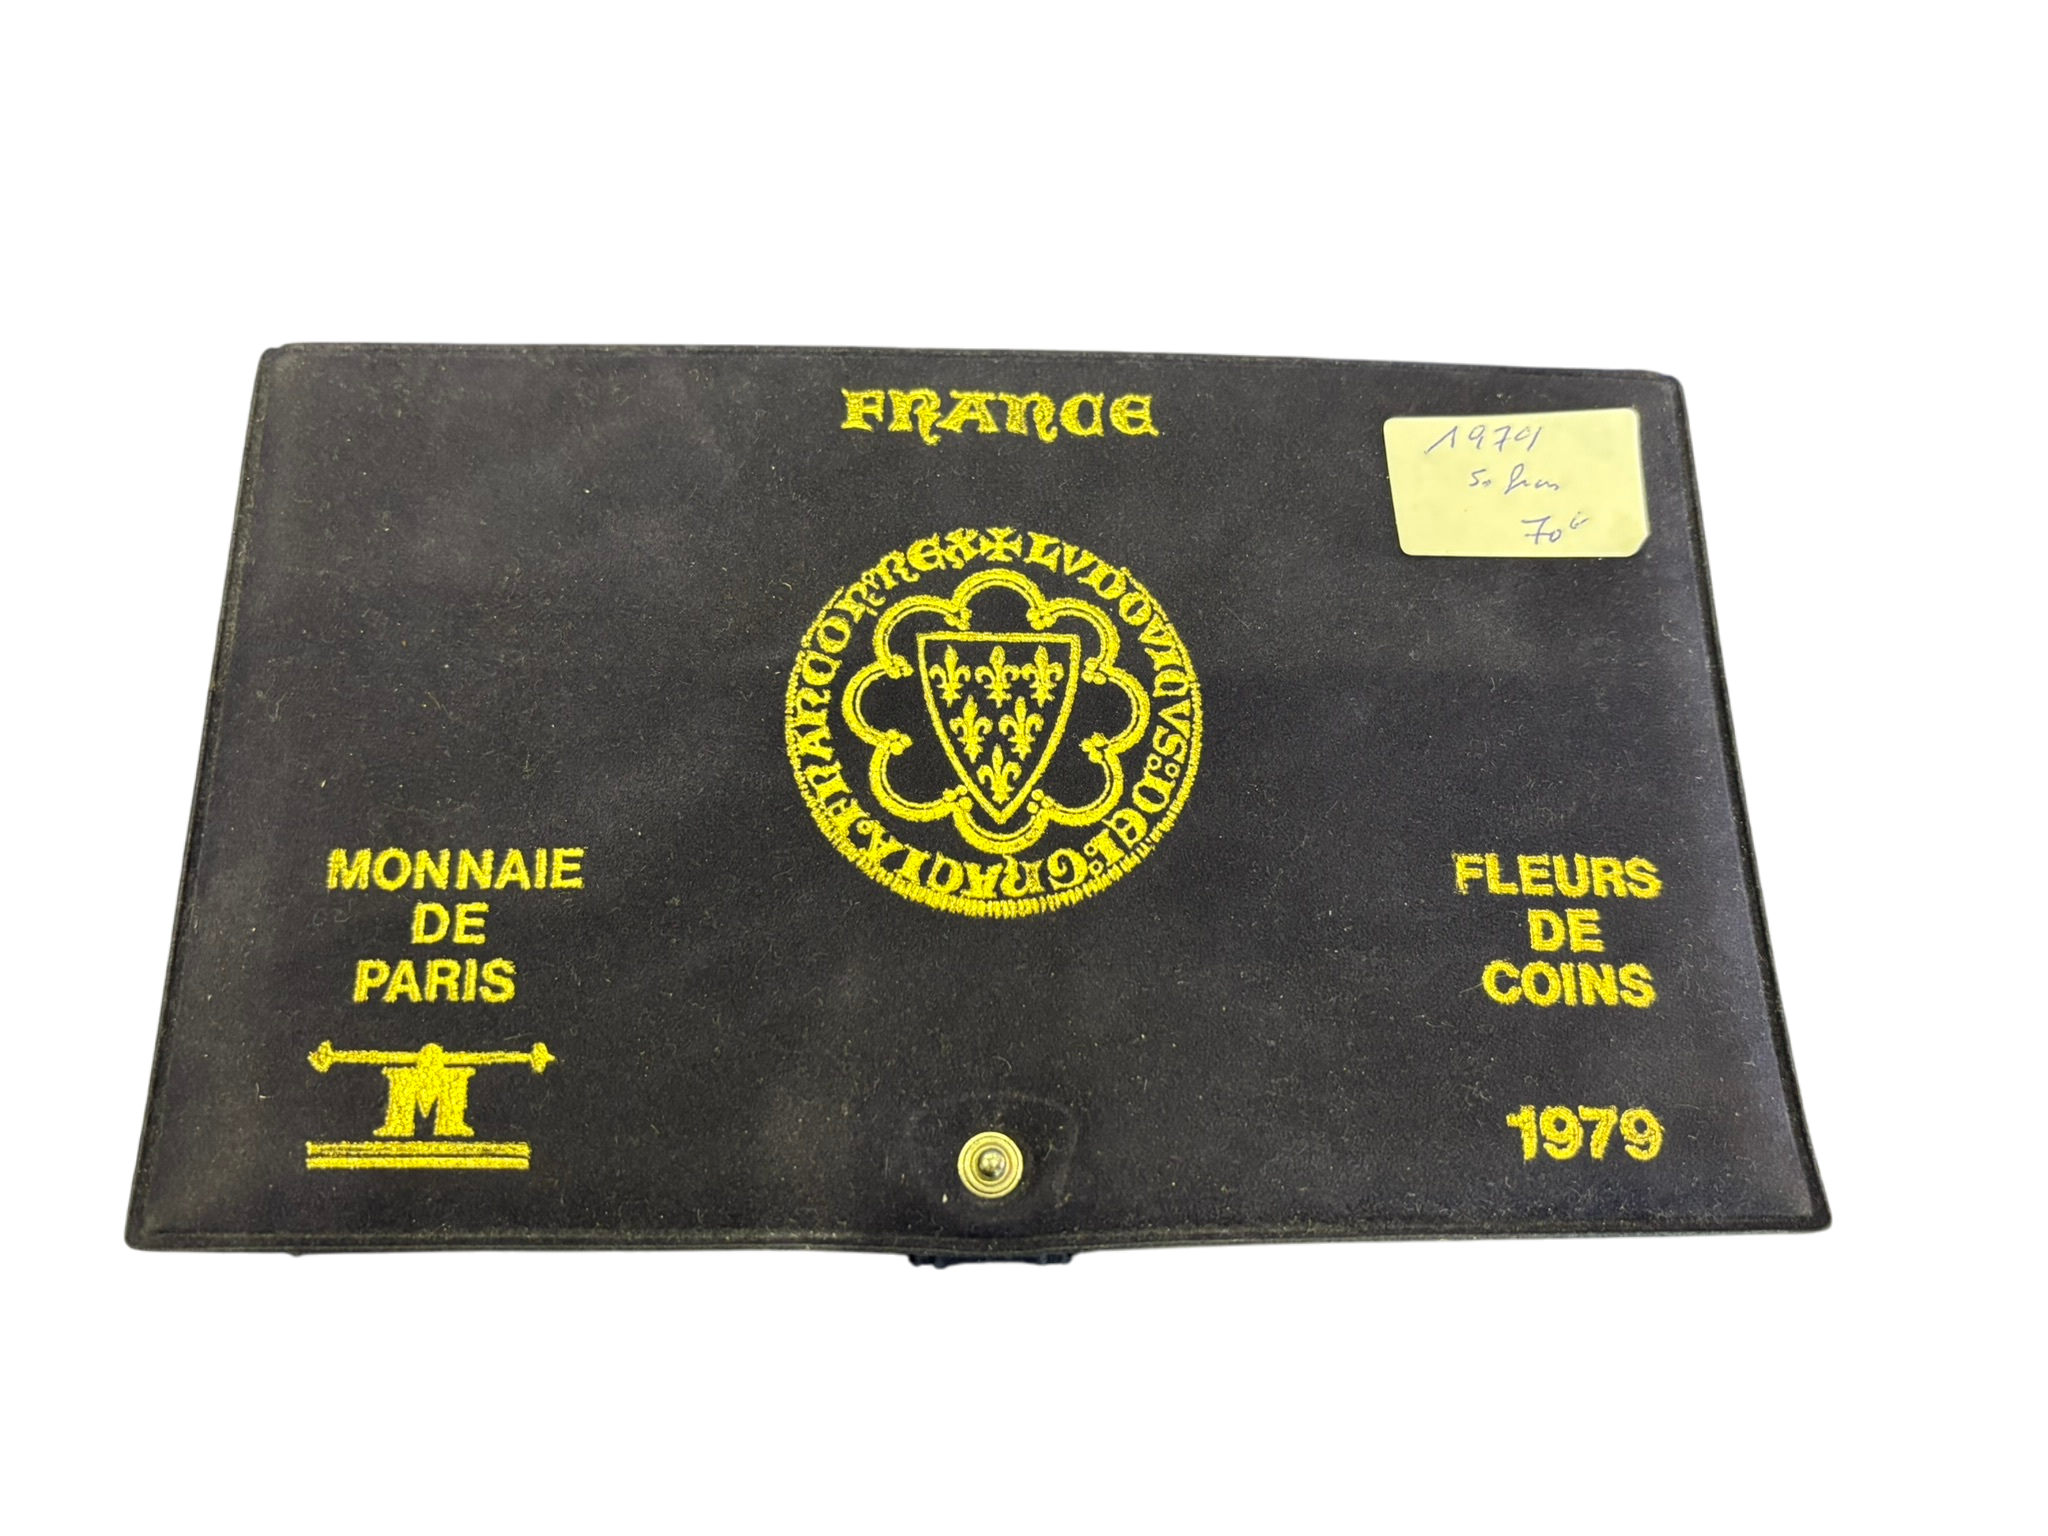 FRANCE
1979
50 francs
70€
✠ LVDOVICVS: DEI: GRACIA: FRANCORVM REX
MONNAIE
DE
PARIS
M
FLEURS
DE
COINS
1979